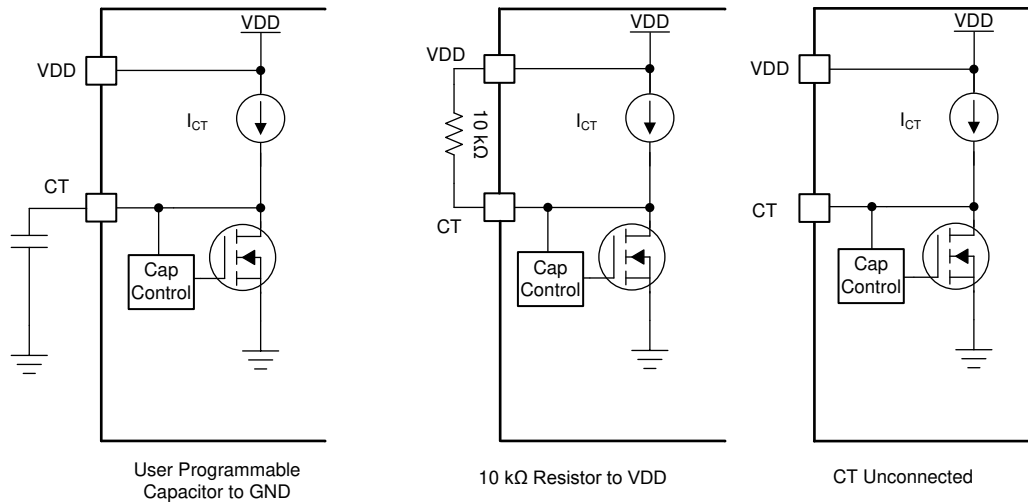 VDD
VDD
I_CT
CT
Cap
Control
User Programmable
Capacitor to GND
VDD
VDD
I_CT
10 kΩ
CT
Cap
Control
10 kΩ Resistor to VDD
VDD
VDD
I_CT
CT
Cap
Control
CT Unconnected